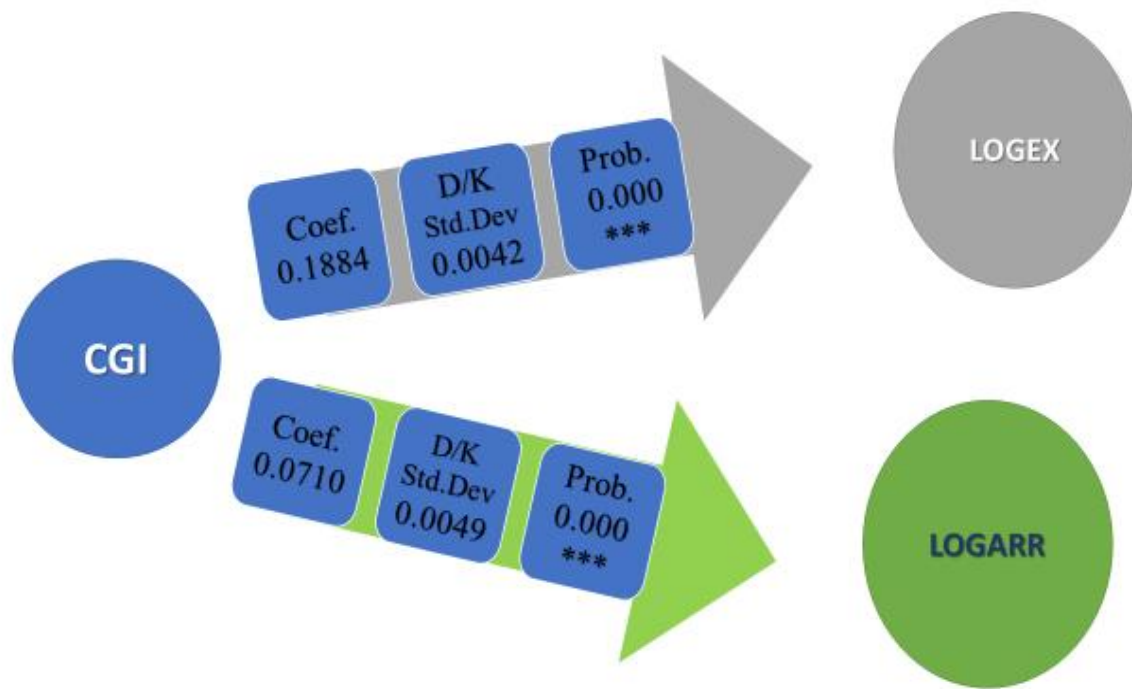 CGI
Coef.
0.1884
D/K
Std.Dev
0.0042
Prob.
0.000
***
LOGEX
Coef.
0.0710
D/K
Std.Dev
0.0049
Prob.
0.000
***
LOGARR